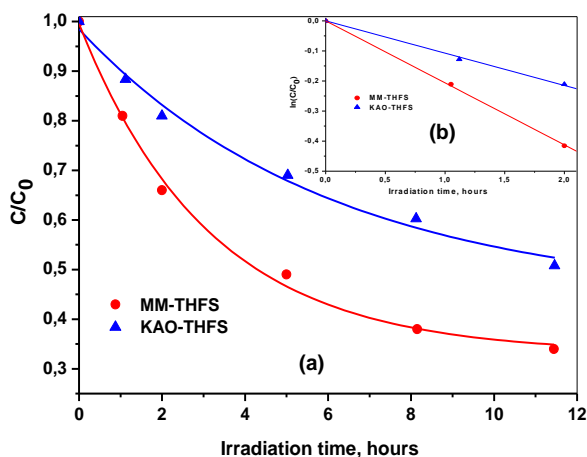 1,0
0,9
0,8
0,7
0,6
0,5
0,4
0,3
C/C0
0 2 4 6 8 10 12
Irradiation time, hours
MM-THFS
KAO-THFS
(a)
0,0
-0,1
-0,2
-0,3
-0,4
-0,5
ln(C/C0)
0,0 0,5 1,0 1,5 2,0
Irradiation time, hours
MM-THFS
KAO-THFS
(b)